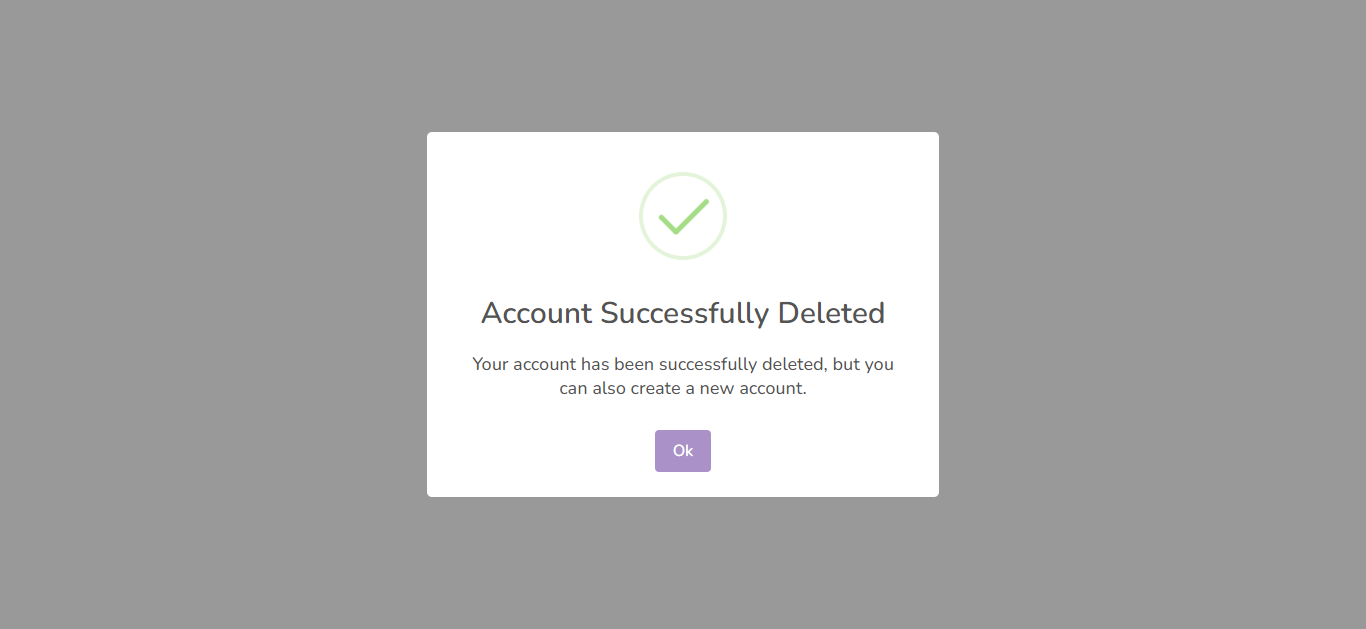 Account Successfully Deleted
Your account has been successfully deleted, but you
can also create a new account.
Ok